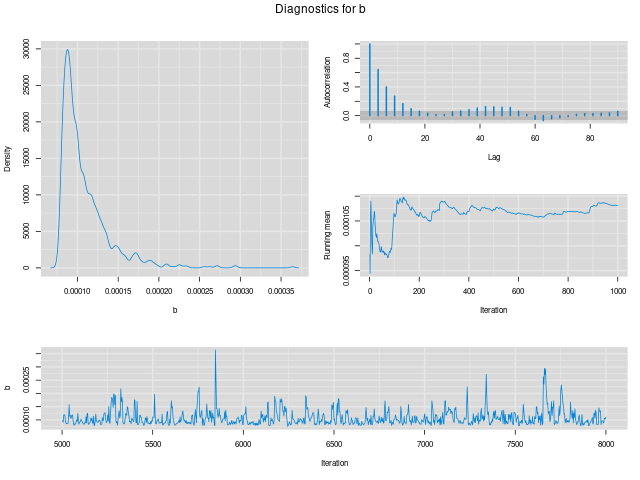 Diagnostics for b
Density
0 5000 10000 15000 20000 25000 30000
0.00010 0.00015 0.00020 0.00025 0.00030 0.00035
b
Autocorrelation
0.0 0.4 0.8
0 20 40 60 80
Lag
Running mean
0.000095 0.000105
0 200 400 600 800 1000
Iteration
b
0.00010 0.00025
5000 5500 6000 6500 7000 7500 8000
Iteration